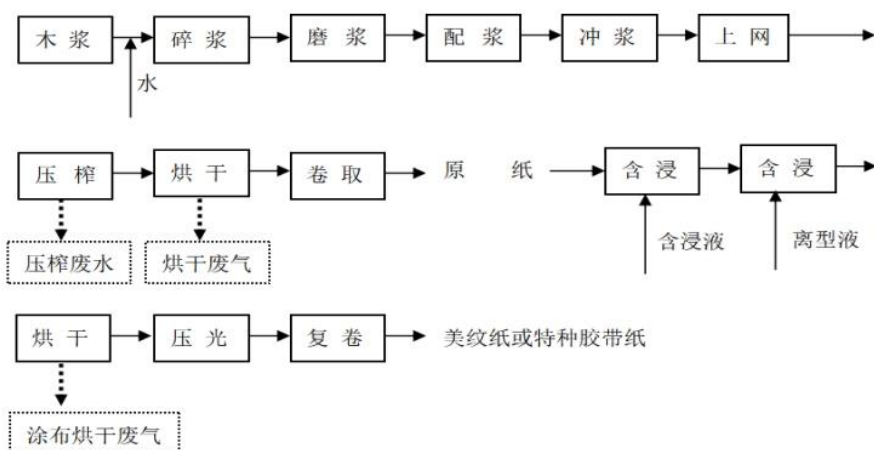 木浆 碎浆 磨浆 配浆 冲浆 上网
水
压榨 烘干 卷取 原纸 含浸 含浸
压榨废水 烘干废气 含浸液 离型液
烘干 压光 复卷 美纹纸或特种胶带纸
涂布烘干废气